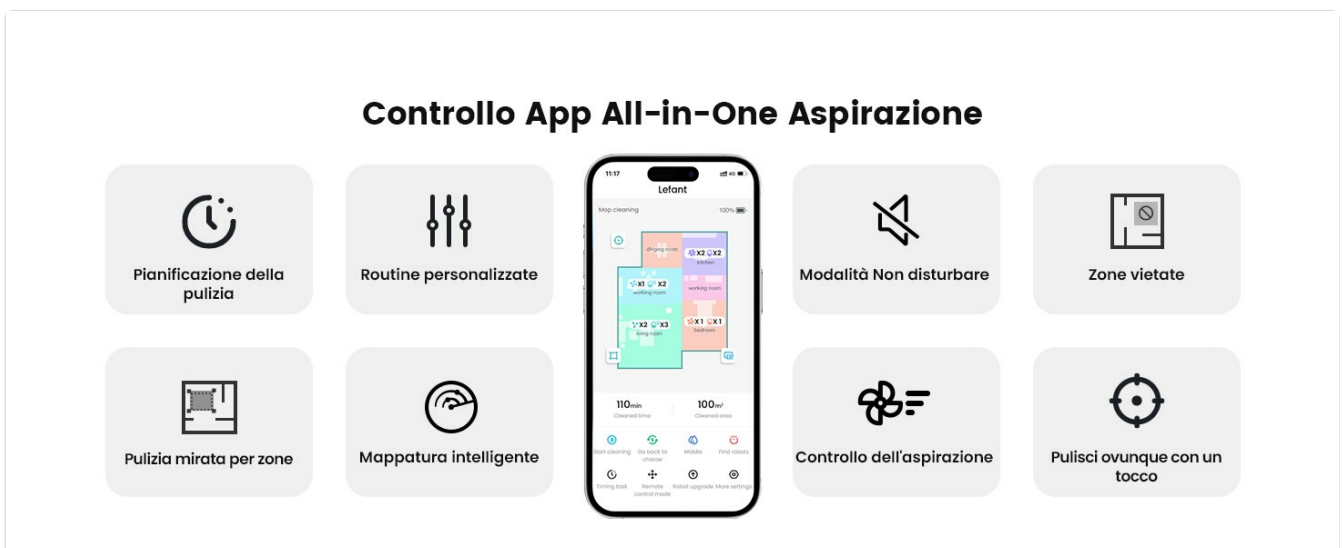 Controllo App All-in-One Aspirazione
Pianificazione della
pulizia
Routine personalizzate
Modalità Non disturbare
Zone vietate
Pulizia mirata per zone
Mappatura intelligente
Controllo dell'aspirazione
Pulisci ovunque con un
tocco
11:17
4G
Lefant
Mop cleaning
100%
X2 X2
kitchen
X1 X2
working room
working room
X2 X3
living room
X1 X1
bedroom
110min
100m²
Cleaned time
Cleaned area
Start cleaning
Go back to
charge
Middle
Find robots
Timing task
Remote
control mode
Robot upgrade
More settings